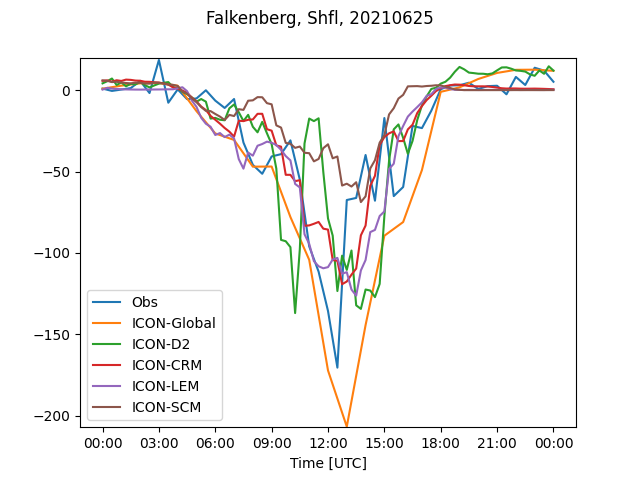 Falkenberg, Shfl, 20210625
0
−50
−100
−150
−200
Obs
ICON-Global
ICON-D2
ICON-CRM
ICON-LEM
ICON-SCM
00:00 03:00 06:00 09:00 12:00 15:00 18:00 21:00 00:00
Time [UTC]